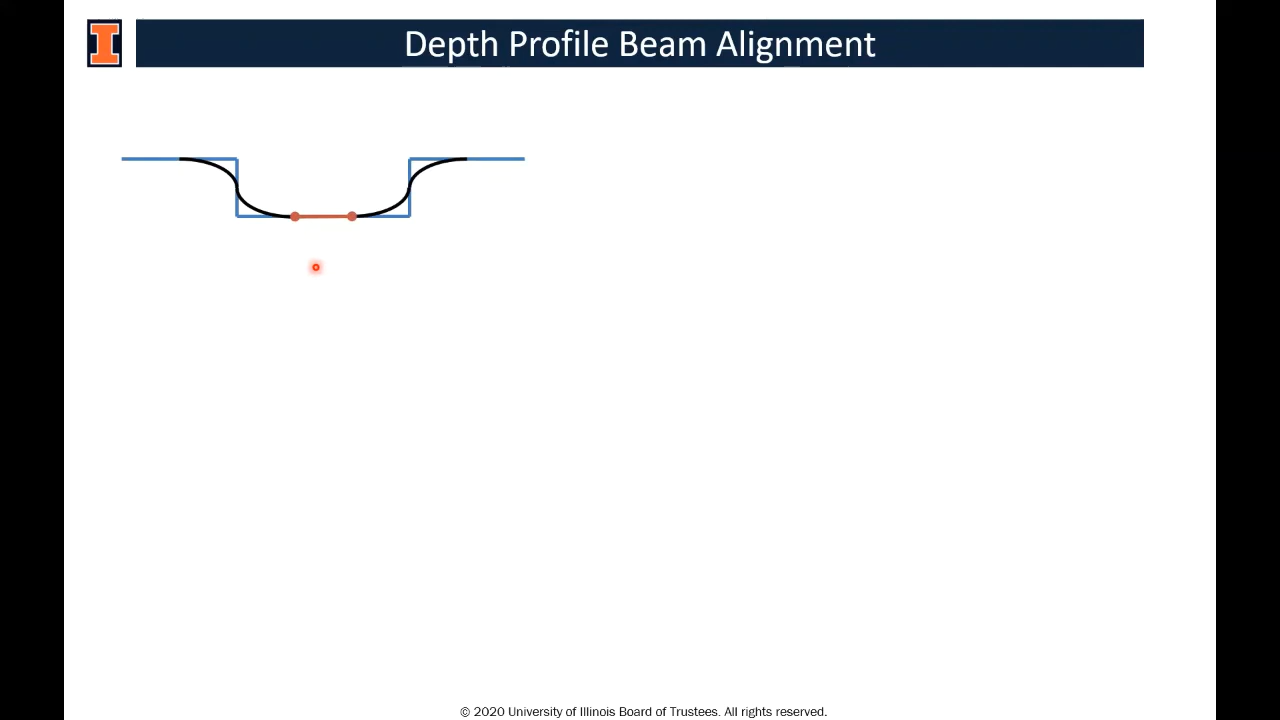 I
Depth Profile Beam Alignment
© 2020 University of Illinois Board of Trustees. All rights reserved.